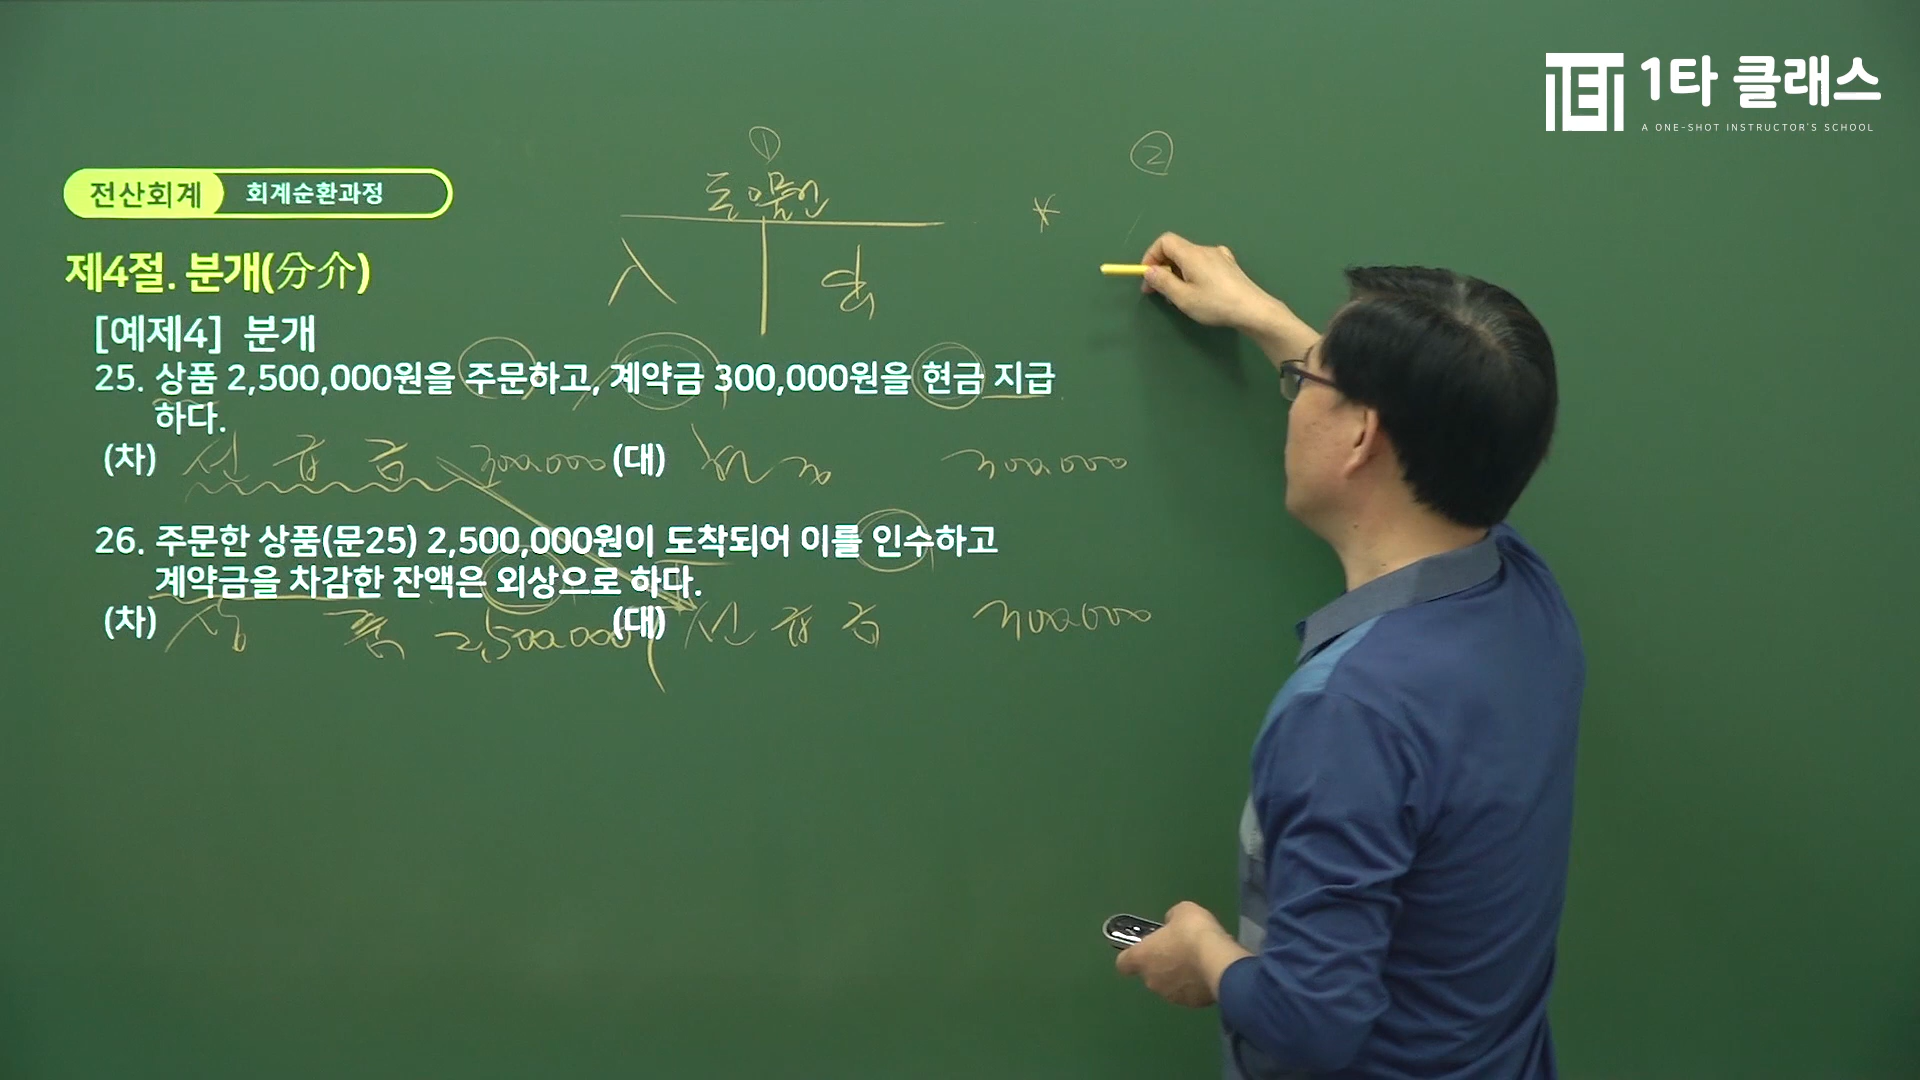 1타 클래스
A ONE-SHOT INSTRUCTOR'S SCHOOL
① ②
*
入
전산회계 회계순환과정
제4절. 분개(分介)
[예제4] 분개
25. 상품 2,500,000원을 주문하고, 계약금 300,000원을 현금 지급
하다.
(차) 선급금 300,000 (대) 현금 300,000
26. 주문한 상품(문25) 2,500,000원이 도착되어 이를 인수하고
계약금을 차감한 잔액은 외상으로 하다.
(차) 상품 2,500,000 (대) 선급금 300,000